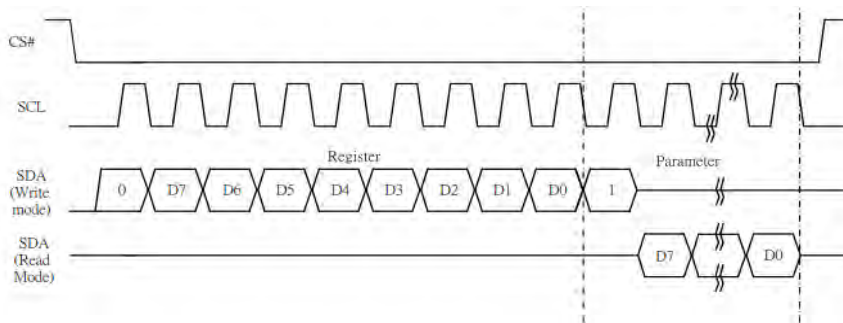 CS#
SCL
Register
Parameter
SDA
(Write
mode)
0 D7 D6 D5 D4 D3 D2 D1 D0 1
SDA
(Read
Mode)
D7 D0